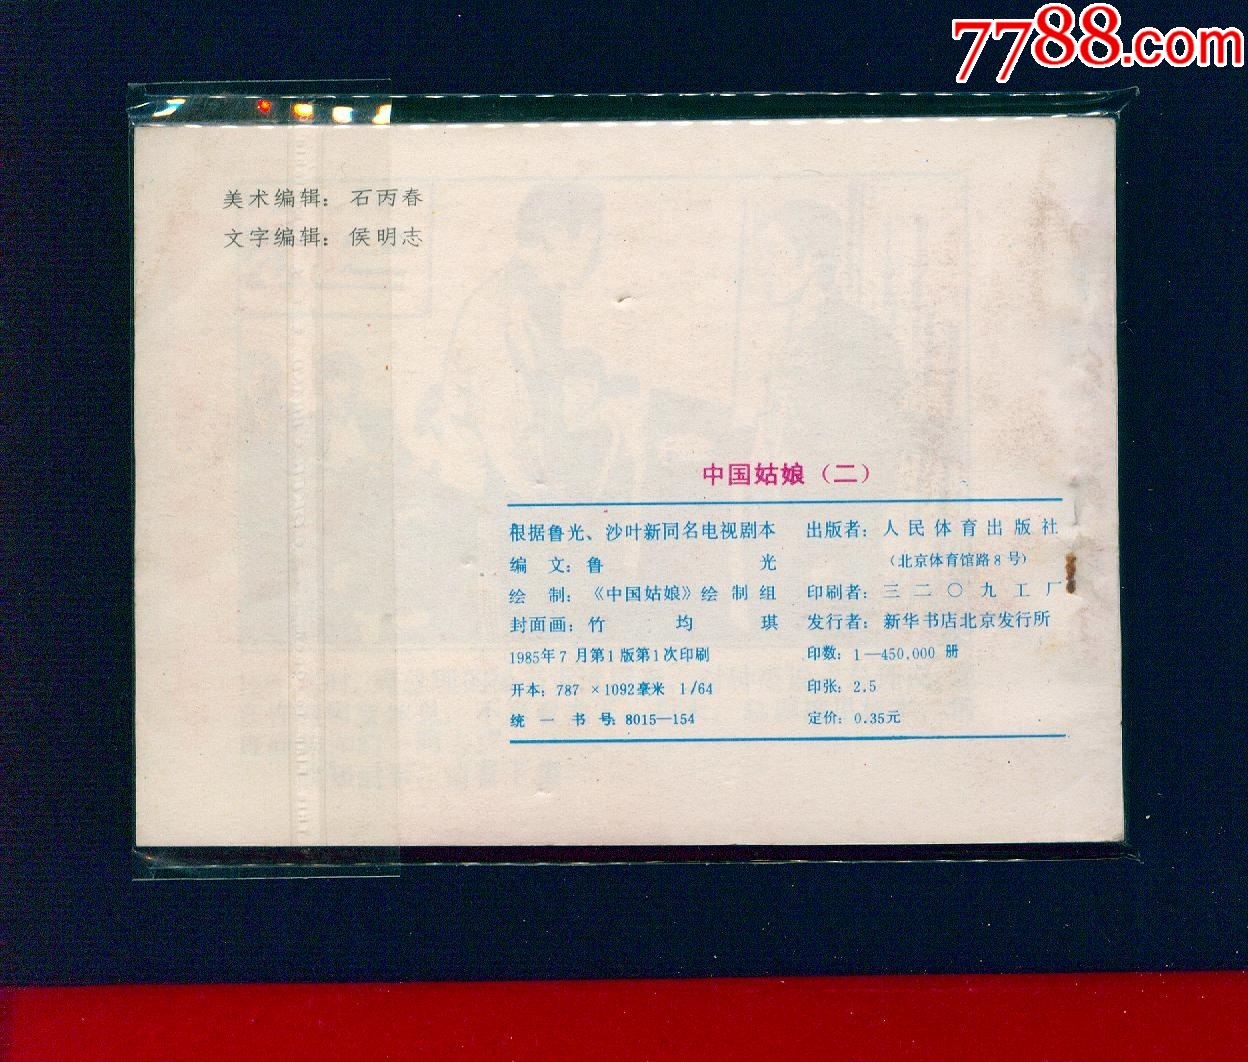 7788.com
美术编辑：石丙春
文字编辑：侯明志
中国姑娘（二）
根据鲁光、沙叶新同名电视剧本
编 文：鲁 光
绘 制：《中国姑娘》绘制组
封面画：竹 均 琪
1985年7月第1版第1次印刷
开本：787 ×1092毫米 1/64
统一书号：8015—154
出版者：人民体育出版社
（北京体育馆路8号）
印刷者：三二〇九工厂
发行者：新华书店北京发行所
印数：1—450,000 册
印张：2.5
定价：0.35元